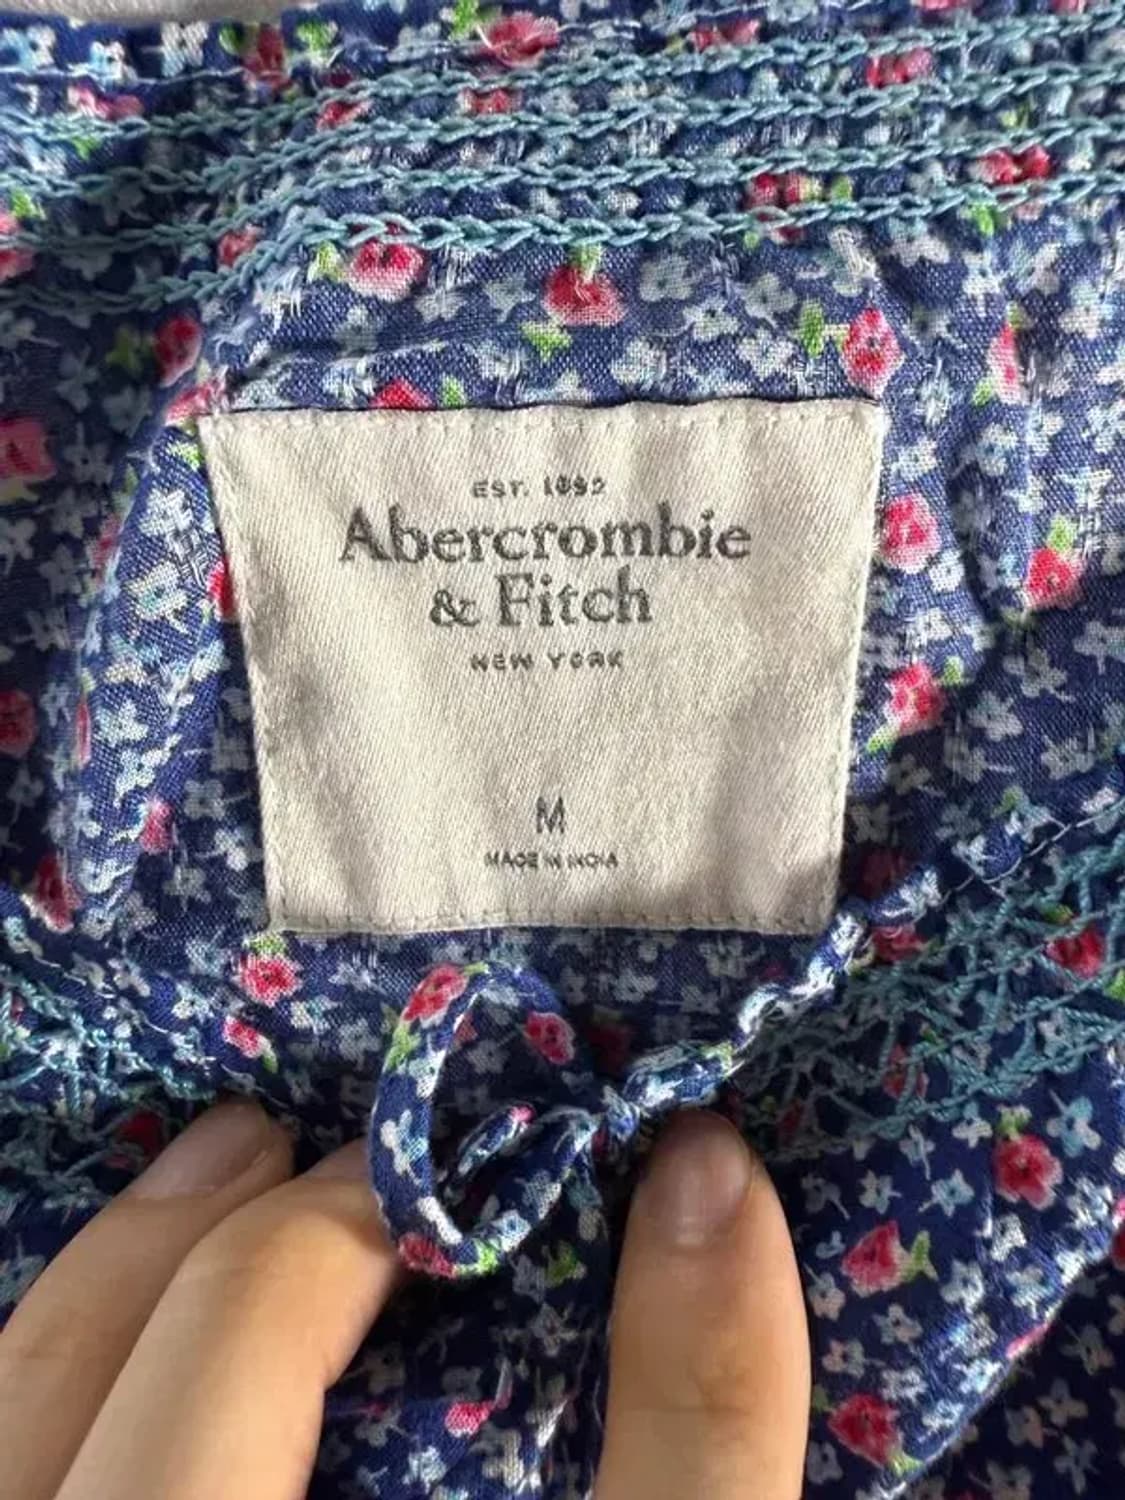 EST. 1892
Abercrombie
& Fitch
NEW YORK
M
MADE IN INDIA